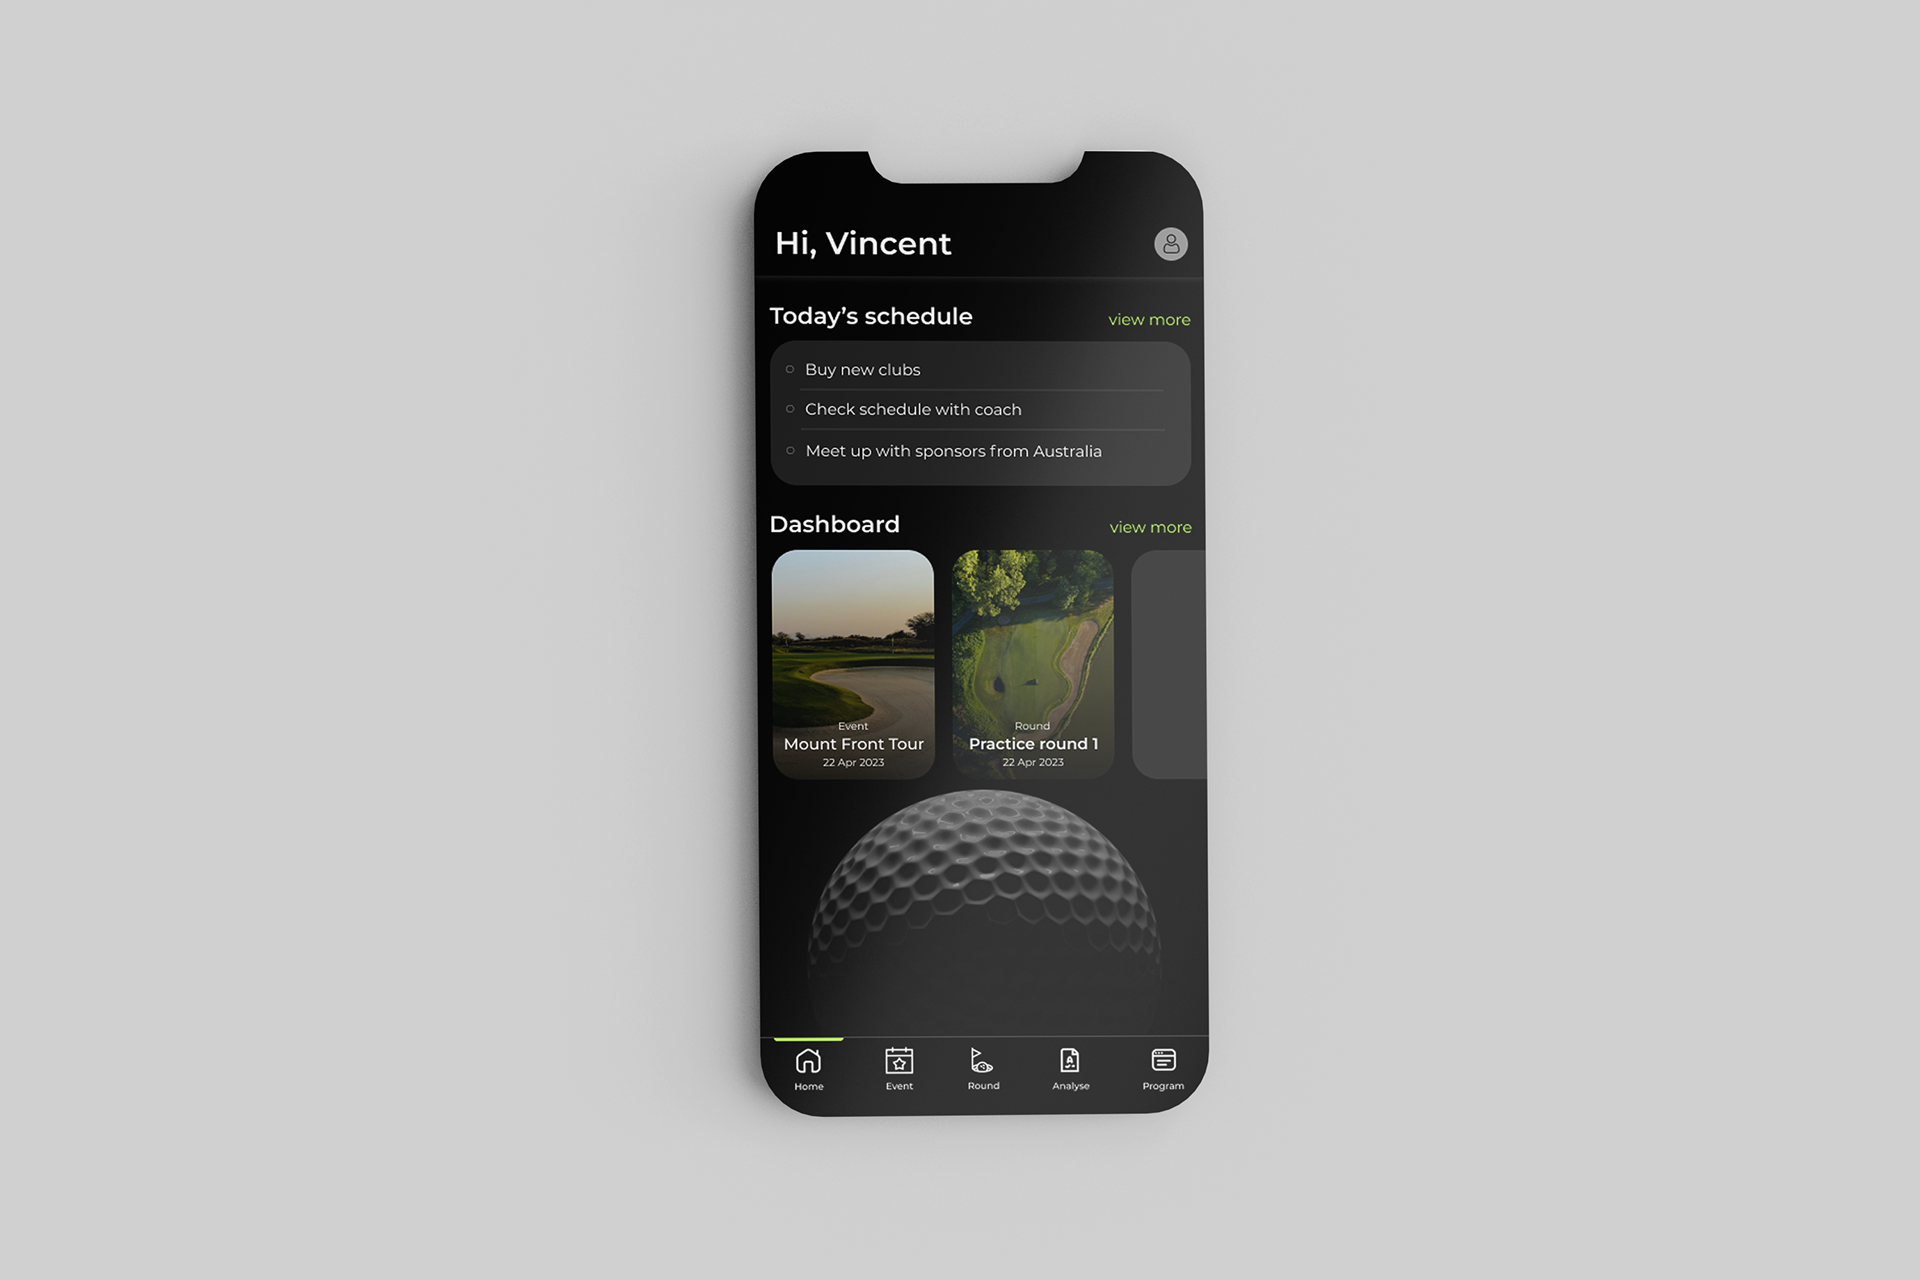 Hi, Vincent
Today’s schedule
view more
Buy new clubs
Check schedule with coach
Meet up with sponsors from Australia
Dashboard
view more
Event
Mount Front Tour
22 Apr 2023
Round
Practice round 1
22 Apr 2023
Home
Event
Round
Analyse
Program